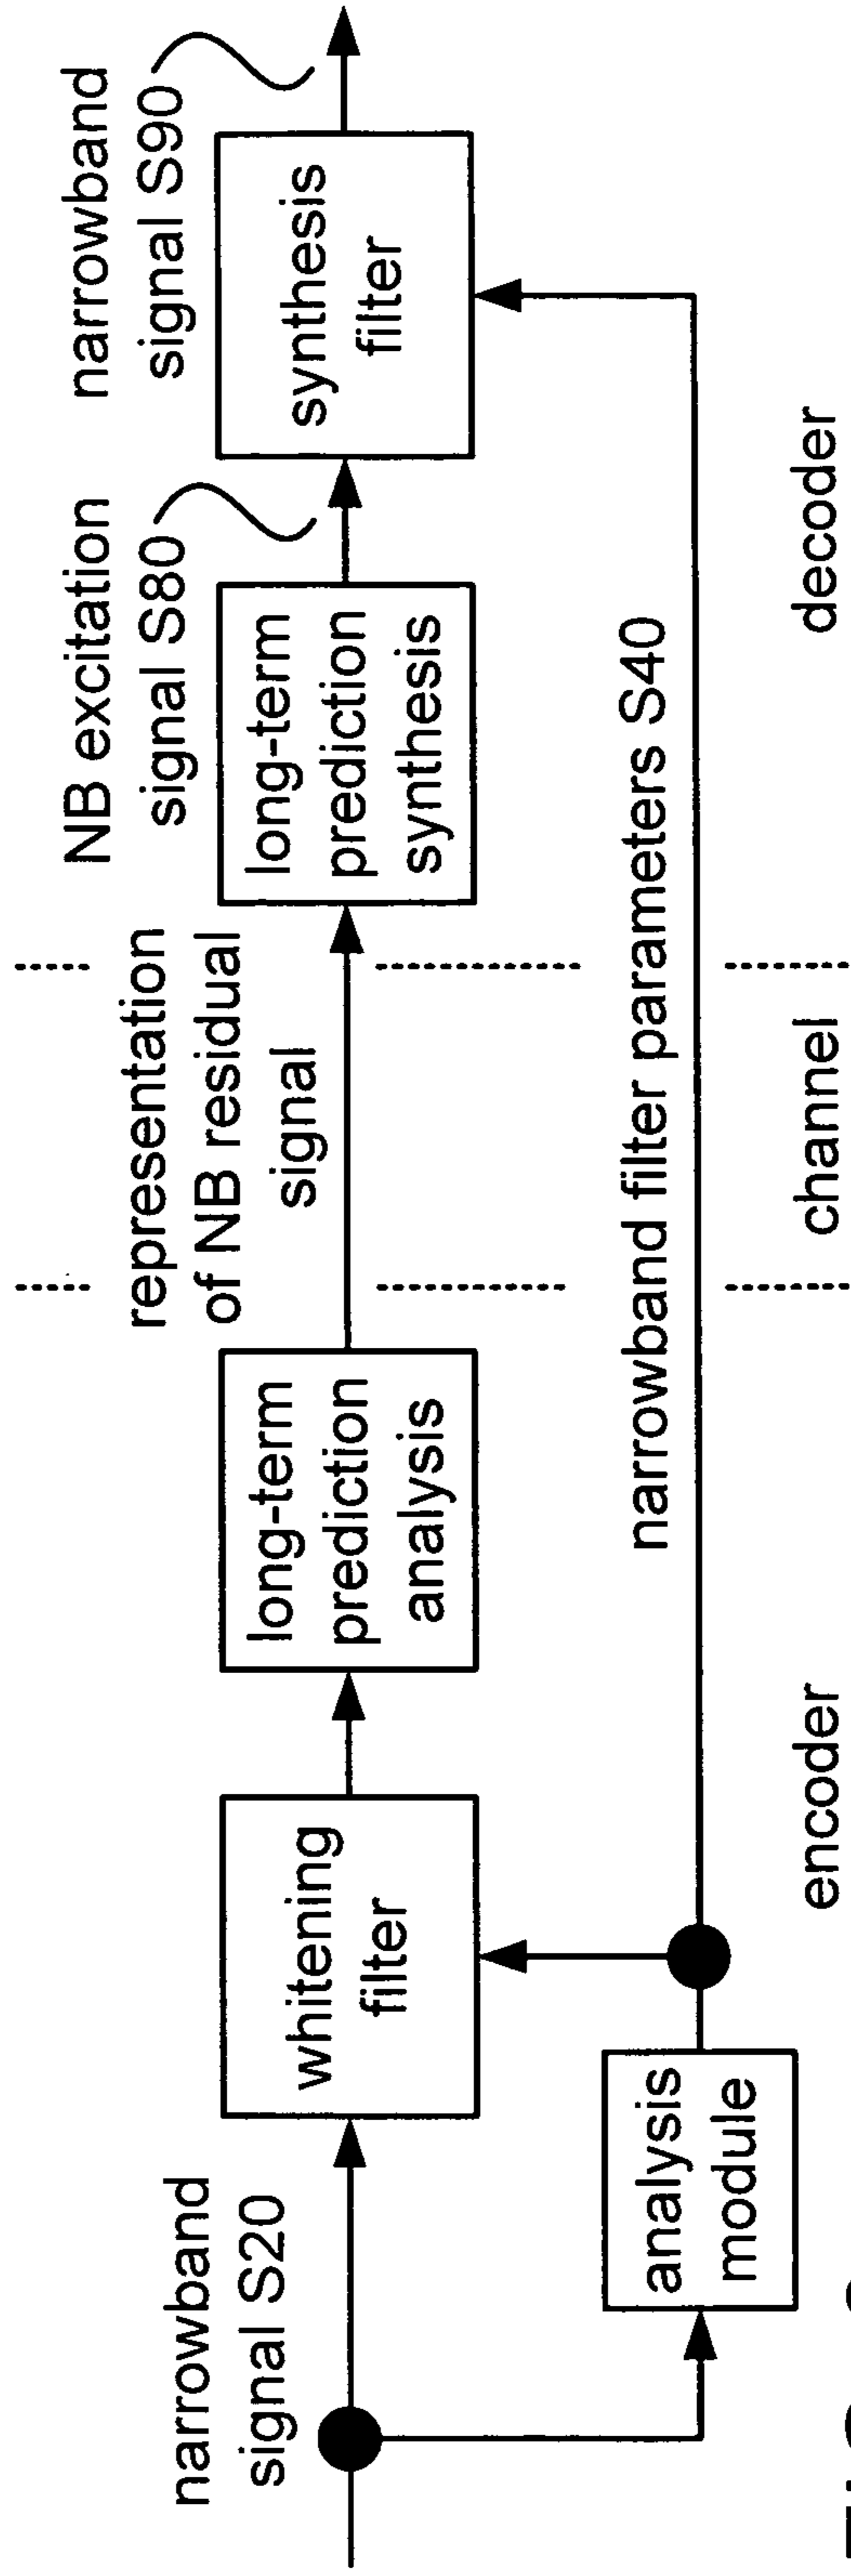 narrowband
signal S20
analysis
module
whitening
filter
long-term
prediction
analysis
representation
of NB residual
signal
narrowband filter parameters S40
long-term
prediction
synthesis
NB excitation
signal S80
synthesis
filter
narrowband
signal S90
encoder
channel
decoder